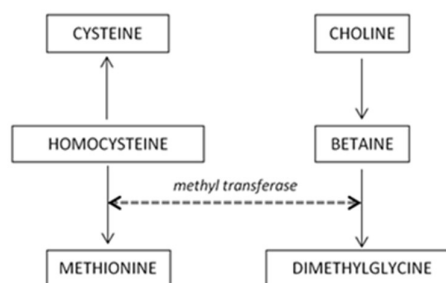 CYSTEINE
CHOLINE
HOMOCYSTEINE
BETAINE
methyl transferase
METHIONINE
DIMETHYLGLYCINE